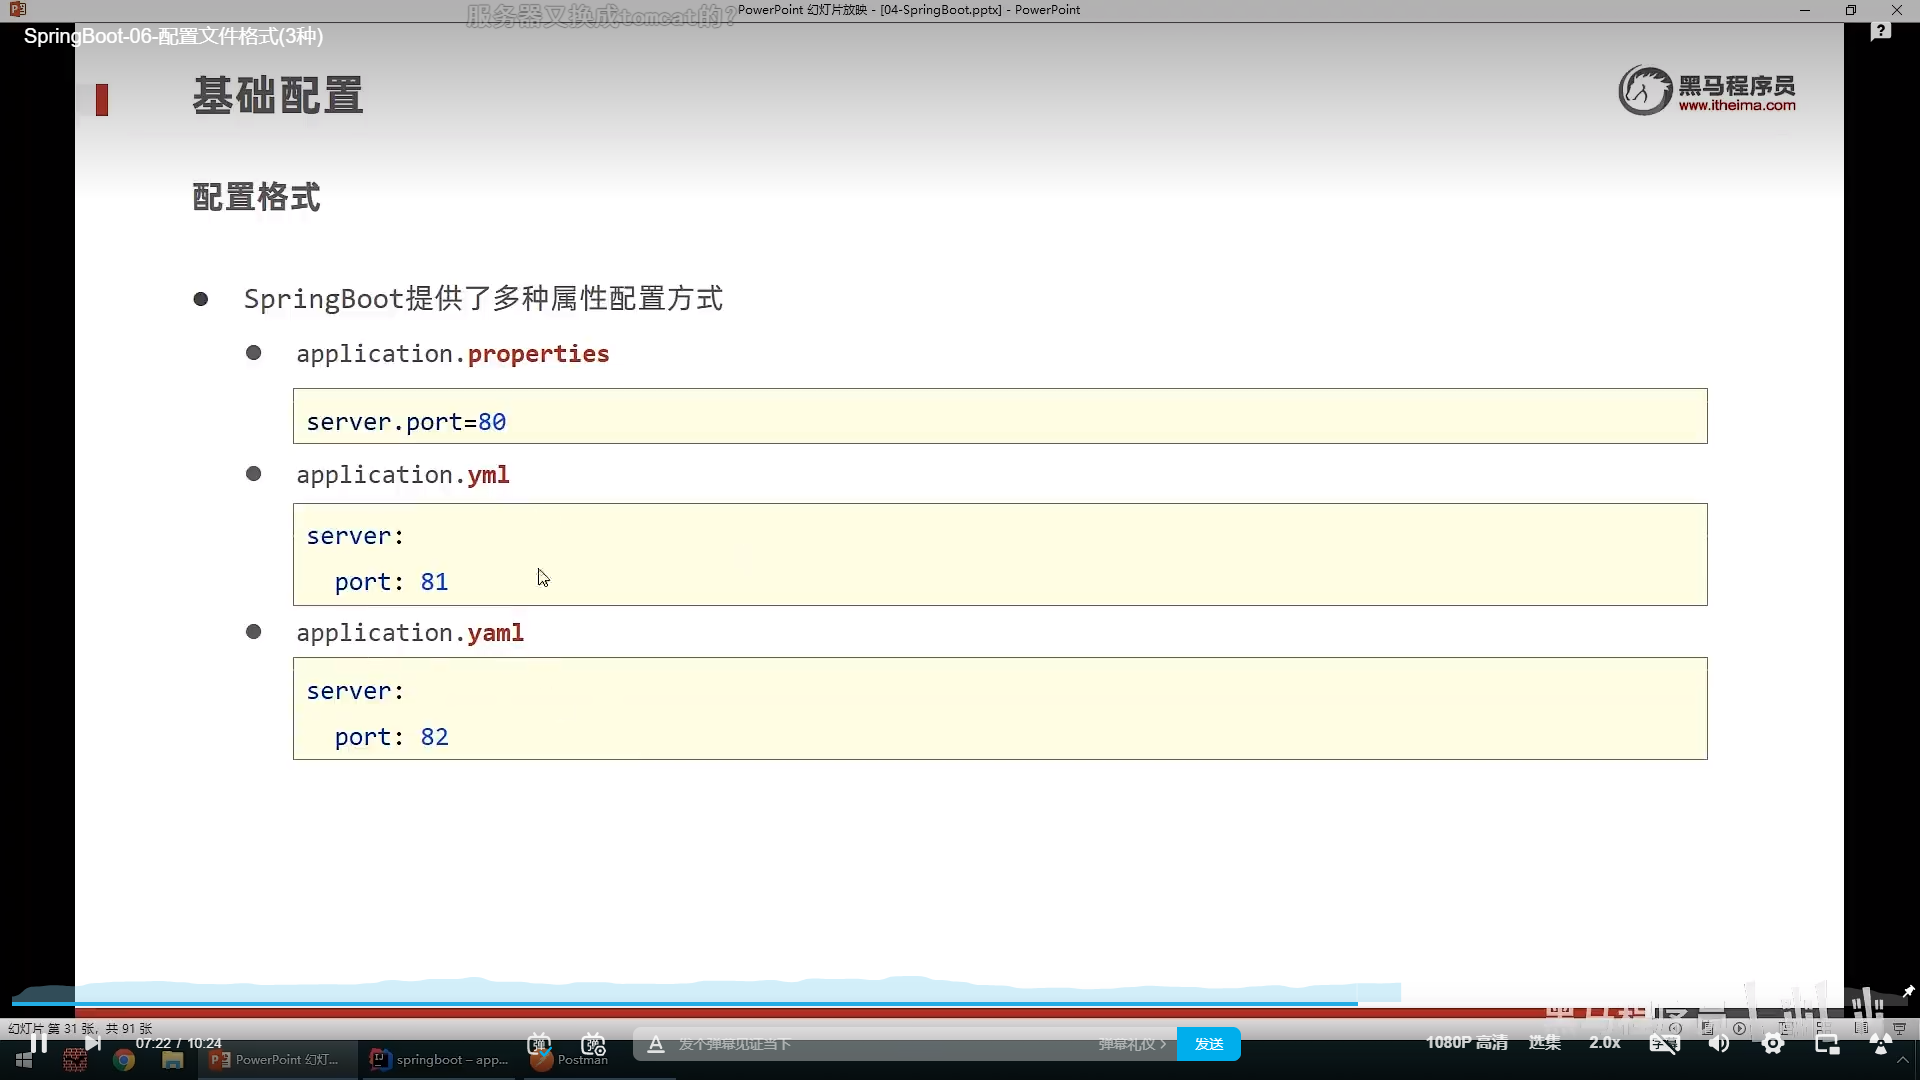 服务器又换成tomcat的?
PowerPoint 幻灯片放映 - [04-SpringBoot.pptx] - PowerPoint
SpringBoot-06-配置文件格式(3种)
基础配置
黑马程序员
www.itheima.com
配置格式
SpringBoot提供了多种属性配置方式
application.properties
server.port=80
application.yml
server:
port: 81
application.yaml
server:
port: 82
幻灯片 第 31 张, 共 91 张
07:22 / 10:24
PowerPoint 幻灯...
springboot – app...
Postman
发个弹幕见证当下
弹幕礼仪 >
发送
1080P 高清
选集
2.0x